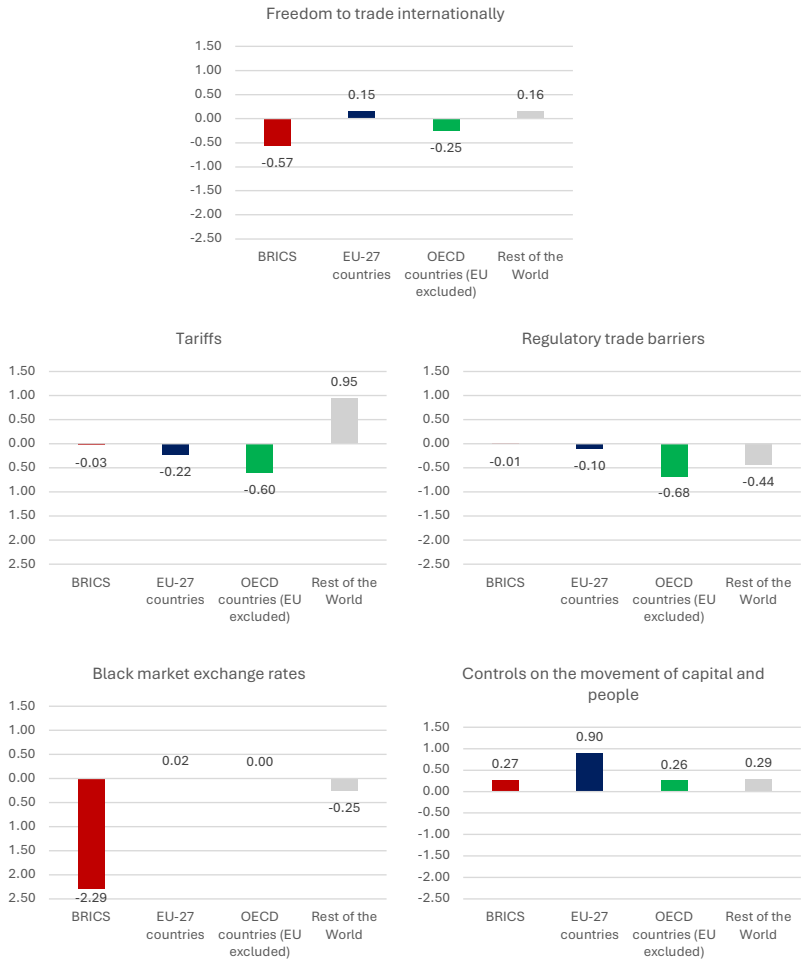 Freedom to trade internationally
1.50
1.00
0.50
0.00
-0.50
-1.00
-1.50
-2.00
-2.50
0.15
0.16
-0.57
-0.25
BRICS
EU-27
countries
OECD
countries (EU
excluded)
Rest of the
World
Tariffs
1.50
1.00
0.50
0.00
0.50
1.00
1.50
2.00
2.50
0.95
-0.03
-0.22
-0.60
BRICS
EU-27
countries
OECD
countries (EU
excluded)
Rest of the
World
Regulatory trade barriers
1.50
1.00
0.50
0.00
-0.50
-1.00
-1.50
-2.00
-2.50
-0.01
-0.10
-0.68
-0.44
BRICS
EU-27
countries
OECD
countries (EU
excluded)
Rest of the
World
Black market exchange rates
1.50
1.00
0.50
0.00
0.50
1.00
1.50
2.00
2.50
0.02
0.00
-0.25
-2.29
BRICS
EU-27
countries
OECD
countries (EU
excluded)
Rest of the
World
Controls on the movement of capital and
people
1.50
1.00
0.50
0.00
-0.50
-1.00
-1.50
-2.00
-2.50
0.27
0.90
0.26
0.29
BRICS
EU-27
countries
OECD
countries (EU
excluded)
Rest of the
World